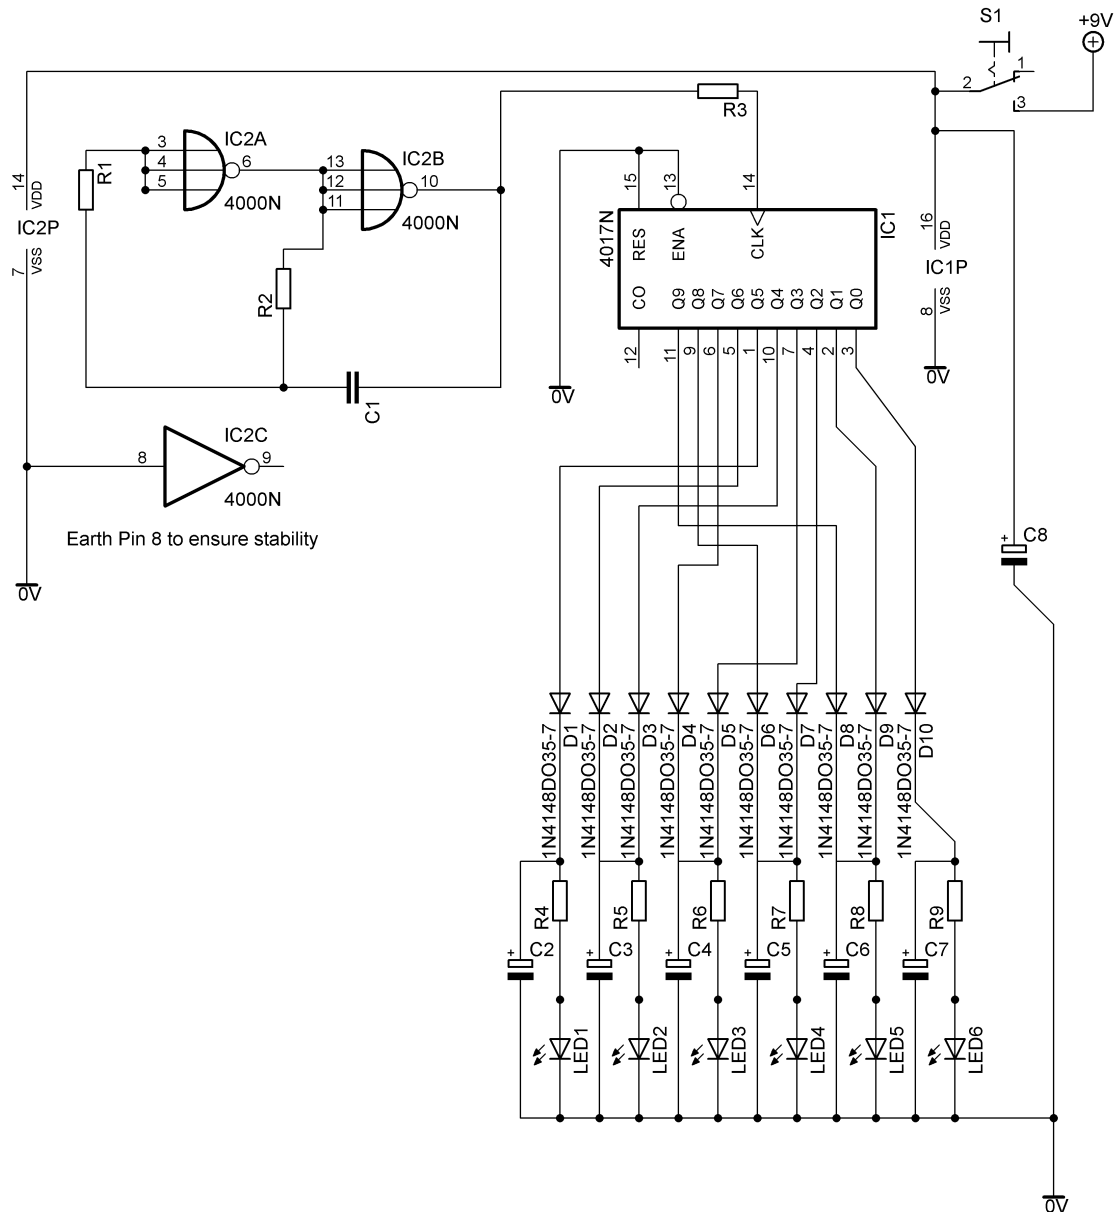 S1
+9V
1
2
3
R3
IC2A
3
4
5
6
4000N
R1
IC2B
13
12
11
10
4000N
14
VDD
IC2P
7
VSS
R2
C1
15
13
14
4017N
RES
ENA
CLK
IC1
CO
Q9
Q8
Q7
Q6
Q5
Q4
Q3
Q2
Q1
Q0
12
11
9
6
5
1
10
7
4
2
3
16
VDD
IC1P
8
VSS
0V
0V
IC2C
8
9
4000N
Earth Pin 8 to ensure stability
0V
+
C8
1N4148DO35-7
D1
1N4148DO35-7
D2
1N4148DO35-7
D3
1N4148DO35-7
D4
1N4148DO35-7
D5
1N4148DO35-7
D6
1N4148DO35-7
D7
1N4148DO35-7
D8
1N4148DO35-7
D9
1N4148DO35-7
D10
R4
R5
R6
R7
R8
R9
+
C2
+
C3
+
C4
+
C5
+
C6
+
C7
LED1
LED2
LED3
LED4
LED5
LED6
0V